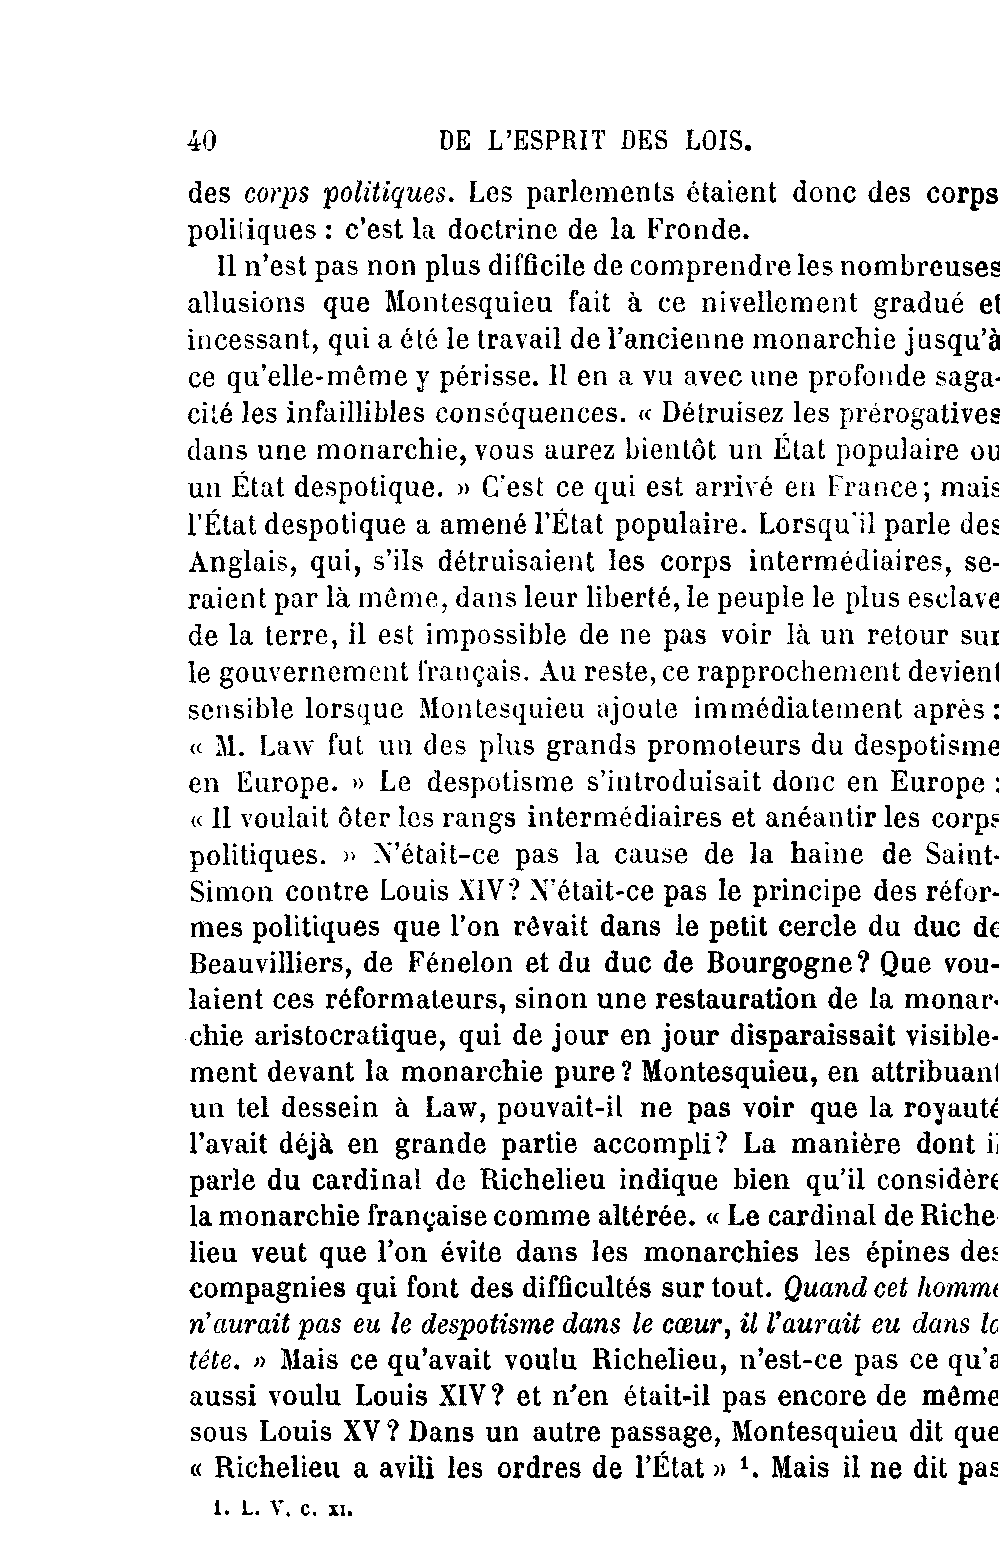 40 DE L'ESPRIT DES LOIS.
des corps politiques. Les parlements étaient donc des corps
politiques : c'est la doctrine de la Fronde.
Il n'est pas non plus difficile de comprendre les nombreuses
allusions que Montesquieu fait à ce nivellement gradué et
incessant, qui a été le travail de l'ancienne monarchie jusqu'à
ce qu'elle-même y périsse. Il en a vu avec une profonde saga-
cité les infaillibles conséquences. « Détruisez les prérogatives
dans une monarchie, vous aurez bientôt un État populaire ou
un État despotique. » C'est ce qui est arrivé en France; mais
l'État despotique a amené l'État populaire. Lorsqu'il parle des
Anglais, qui, s'ils détruisaient les corps intermédiaires, se-
raient par là même, dans leur liberté, le peuple le plus esclave
de la terre, il est impossible de ne pas voir là un retour sur
le gouvernement français. Au reste, ce rapprochement devient
sensible lorsque Montesquieu ajoute immédiatement après :
« M. Law fut un des plus grands promoteurs du despotisme
en Europe. » Le despotisme s'introduisait donc en Europe :
« Il voulait ôter les rangs intermédiaires et anéantir les corps
politiques. » N'était-ce pas la cause de la haine de Saint-
Simon contre Louis XIV? N'était-ce pas le principe des réfor-
mes politiques que l'on rêvait dans le petit cercle du duc de
Beauvilliers, de Fénelon et du duc de Bourgogne? Que vou-
laient ces réformateurs, sinon une restauration de la monar-
chie aristocratique, qui de jour en jour disparaissait visible-
ment devant la monarchie pure? Montesquieu, en attribuant
un tel dessein à Law, pouvait-il ne pas voir que la royauté
l'avait déjà en grande partie accompli? La manière dont il
parle du cardinal de Richelieu indique bien qu'il considère
la monarchie française comme altérée. « Le cardinal de Riche-
lieu veut que l'on évite dans les monarchies les épines des
compagnies qui font des difficultés sur tout. Quand cet homme
n'aurait pas eu le despotisme dans le cœur, il l'aurait eu dans la
tête. » Mais ce qu'avait voulu Richelieu, n'est-ce pas ce qu'a
aussi voulu Louis XIV? et n'en était-il pas encore de même
sous Louis XV? Dans un autre passage, Montesquieu dit que
« Richelieu a avili les ordres de l'État » ¹. Mais il ne dit pas
1. L. V. c. XI.